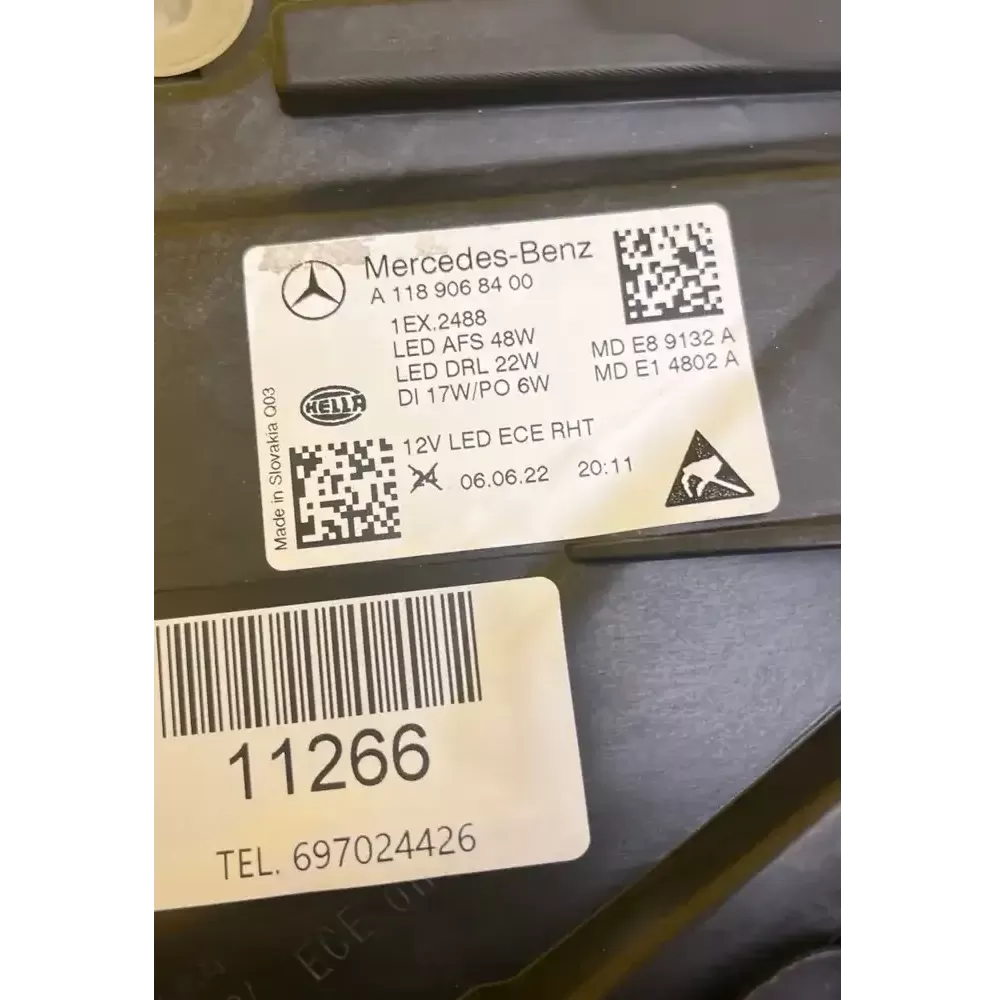 Mercedes-Benz
A 118 906 84 00
1EX.2488
LED AFS 48W
LED DRL 22W
DI 17W/PO 6W
MD E8 9132 A
MD E1 4802 A
HELLA
Made in Slovakia Q03
12V LED ECE RHT
24 06.06.22 20:11
11266
TEL. 697024426
ECE